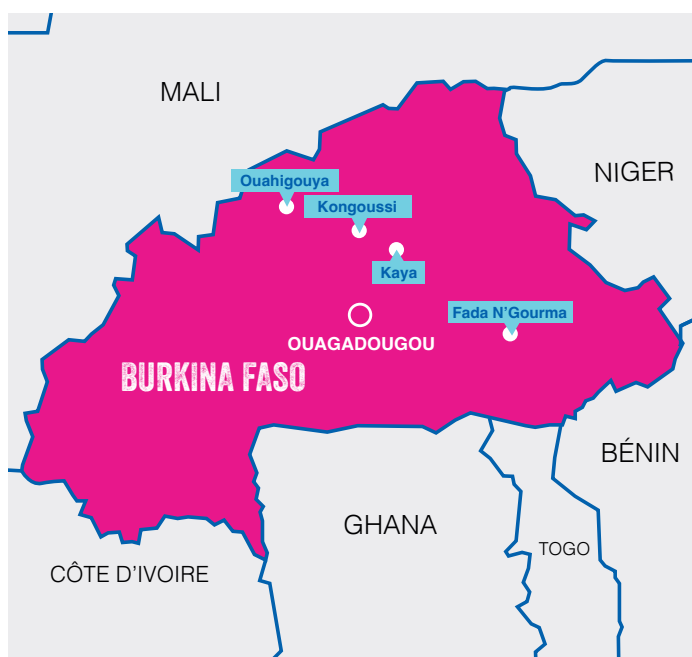 MALI
NIGER
Ouahigouya
Kongoussi
Kaya
Fada N'Gourma
OUAGADOUGOU
BURKINA FASO
BÉNIN
GHANA
TOGO
CÔTE D'IVOIRE